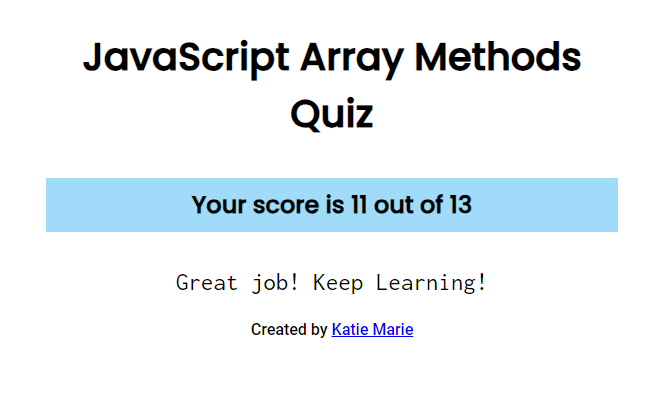 JavaScript Array Methods
Quiz
Your score is 11 out of 13
Great job! Keep Learning!
Created by Katie Marie